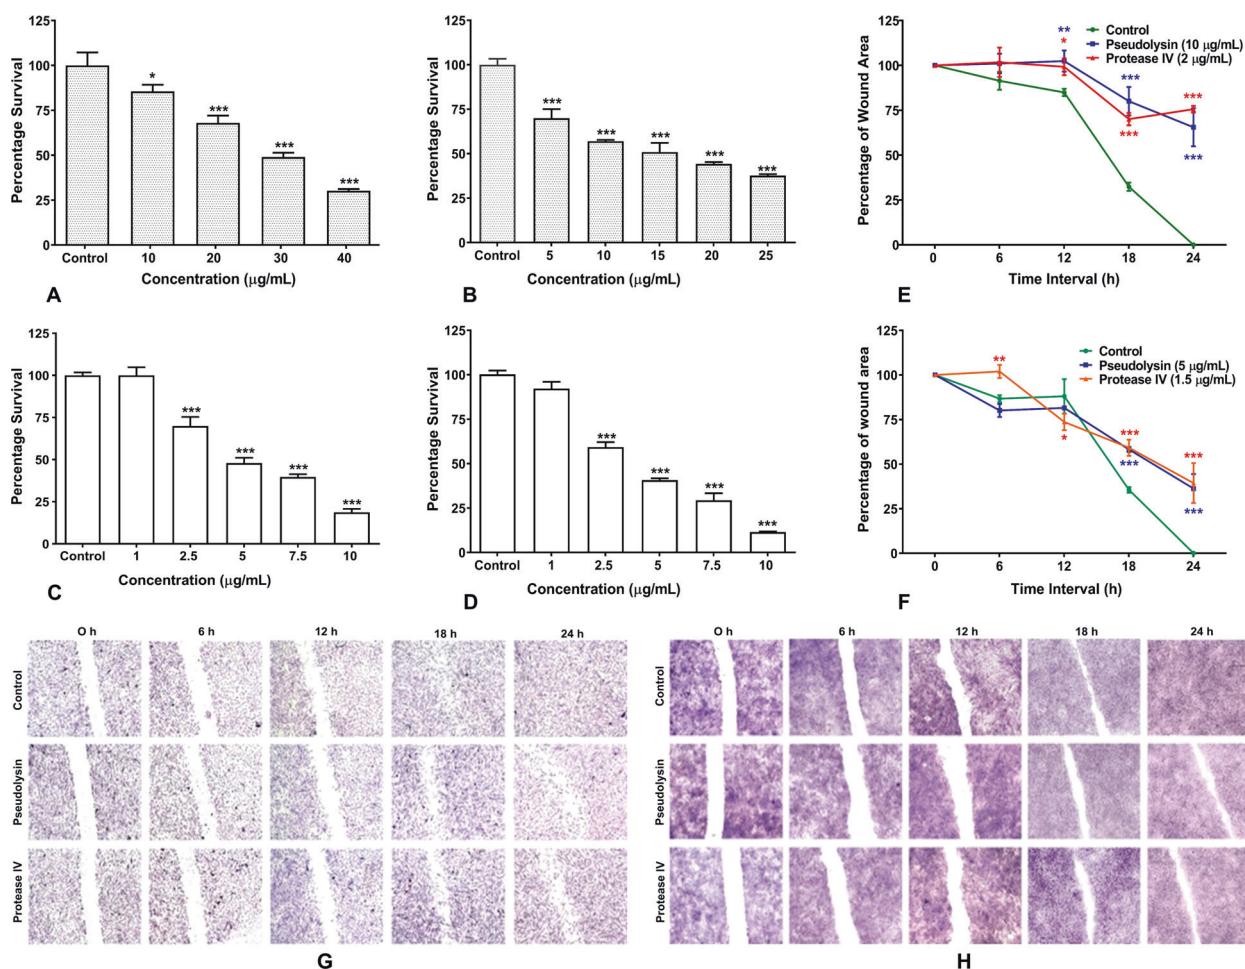 125
100
75
50
25
0
Percentage Survival
*
***
***
***
Control 10 20 30 40
Concentration (μg/mL)
A
125
100
75
50
25
0
Percentage Survival
***
***
***
***
***
Control 5 10 15 20 25
Concentration (μg/mL)
B
125
100
75
50
25
0
Percentage of Wound Area
Control
Pseudolysin (10 μg/mL)
Protease IV (2 μg/mL)
**
*
***
***
***
***
0 6 12 18 24
Time Interval (h)
E
125
100
75
50
25
0
Percentage Survival
***
***
***
***
Control 1 2.5 5 7.5 10
Concentration (μg/mL)
C
125
100
75
50
25
0
Percentage Survival
***
***
***
***
Control 1 2.5 5 7.5 10
Concentration (μg/mL)
D
125
100
75
50
25
0
Percentage of wound area
Control
Pseudolysin (5 μg/mL)
Protease IV (1.5 μg/mL)
**
*
***
***
***
***
0 6 12 18 24
Time Interval (h)
F
O h 6 h 12 h 18 h 24 h
Control
Pseudolysin
Protease IV
G
O h 6 h 12 h 18 h 24 h
Control
Pseudolysin
Protease IV
H